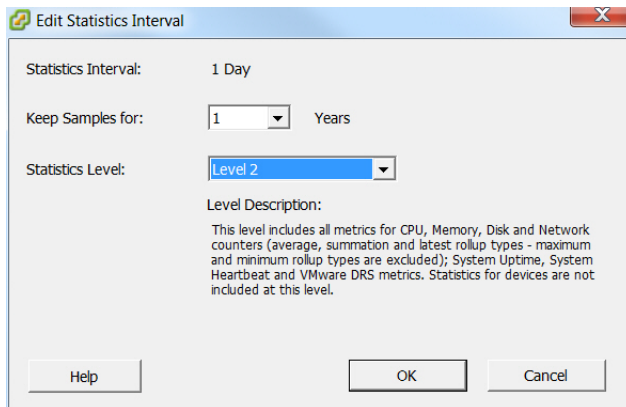 Edit Statistics Interval
X
Statistics Interval: 1 Day
Keep Samples for: 1 Years
Statistics Level: Level 2
Level Description:
This level includes all metrics for CPU, Memory, Disk and Network
counters (average, summation and latest rollup types - maximum
and minimum rollup types are excluded); System Uptime, System
Heartbeat and VMware DRS metrics. Statistics for devices are not
included at this level.
Help OK Cancel